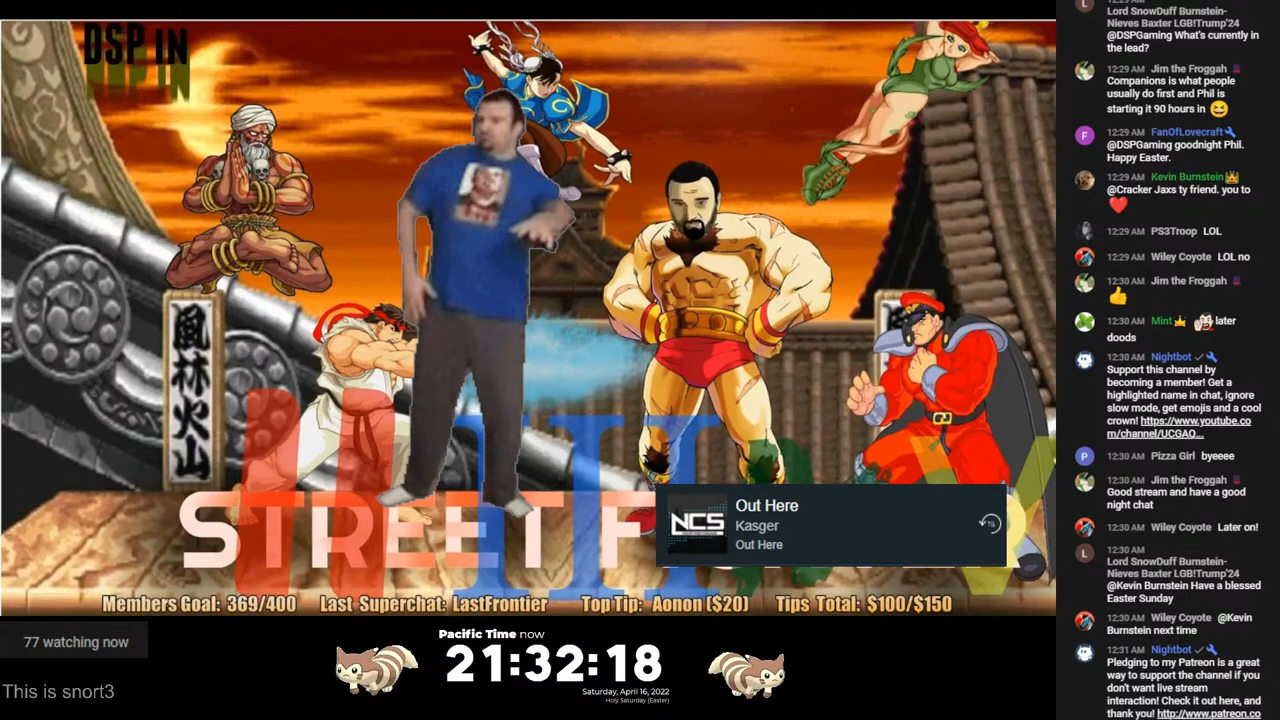 DSP IN
DSP IN
風林火山
STREET F
II III IV
Out Here
Kasger
Out Here
NCS
15
Members Goal: 369/400 Last Superchat: LastFrontier Top Tip: Aonon ($20) Tips Total: $100/$150
77 watching now
This is snort3
Pacific Time now
21:32:18
Saturday, April 16, 2022
Holy Saturday (Easter)
Lord SnowDuff Burnstein-
Nieves Baxter LGB!Trump'24
@DSPGaming What's currently in
the lead?
12:29 AM Jim the Froggah
Companions is what people
usually do first and Phil is
starting it 90 hours in 😆
F
12:29 AM FanOfLovecraft
@DSPGaming goodnight Phil.
Happy Easter.
12:29 AM Kevin Burnstein
@Cracker Jaxs ty friend. you to
❤️
12:29 AM PS3Troop LOL
12:29 AM Wiley Coyote LOL no
12:30 AM Jim the Froggah
👍
12:30 AM Mint later
doods
12:30 AM Nightbot
Support this channel by
becoming a member! Get a
highlighted name in chat, ignore
slow mode, get emojis and a cool
crown! https://www.youtube.co
m/channel/UCGAQ...
P
12:30 AM Pizza Girl byeeee
12:30 AM Jim the Froggah
Good stream and have a good
night chat
12:30 AM Wiley Coyote Later on!
L
12:30 AM
Lord SnowDuff Burnstein-
Nieves Baxter LGB!Trump'24
@Kevin Burnstein Have a blessed
Easter Sunday
12:30 AM Wiley Coyote @Kevin
Burnstein next time
12:31 AM Nightbot
Pledging to my Patreon is a great
way to support the channel if you
don't want live stream
interaction! Check it out here, and
thank you! http://www.patreon.co